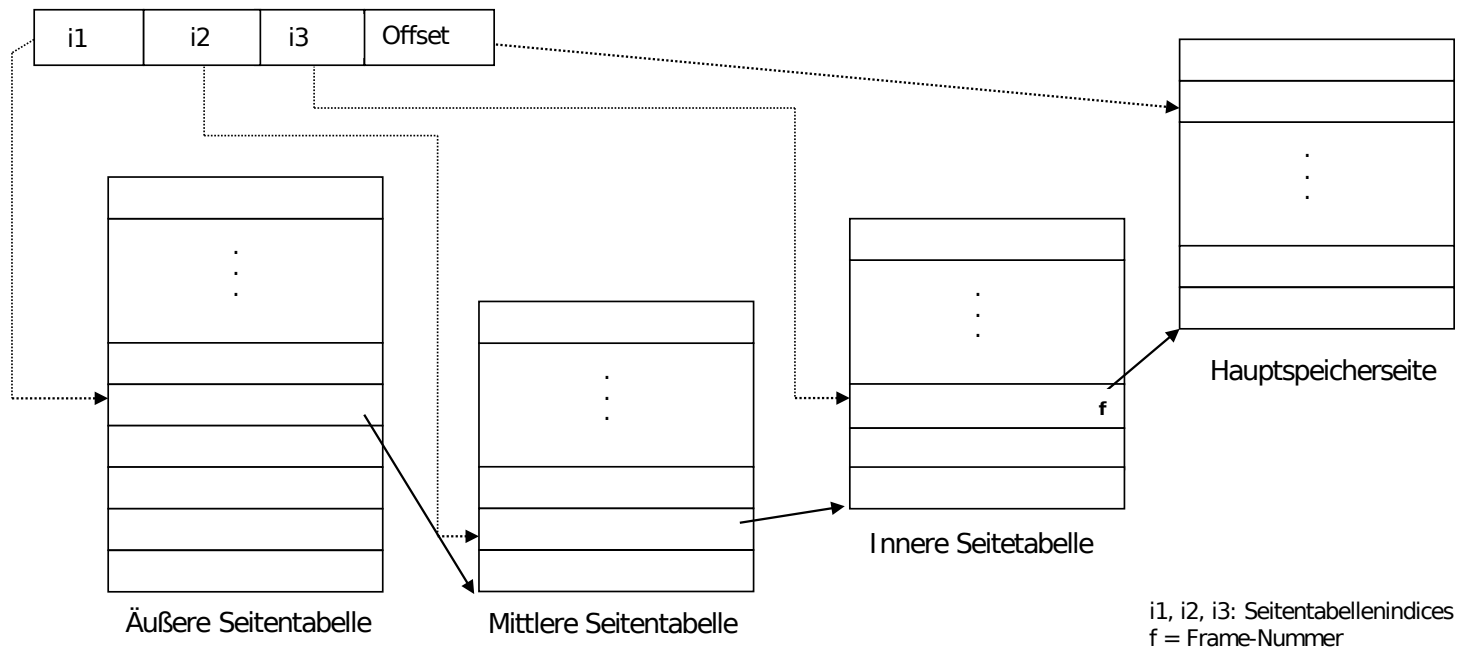 i1 i2 i3 Offset
f
Hauptspeicherseite
Innere Seitetabelle
Äußere Seitentabelle
Mittlere Seitentabelle
i1, i2, i3: Seitentabellenindices
f = Frame-Nummer